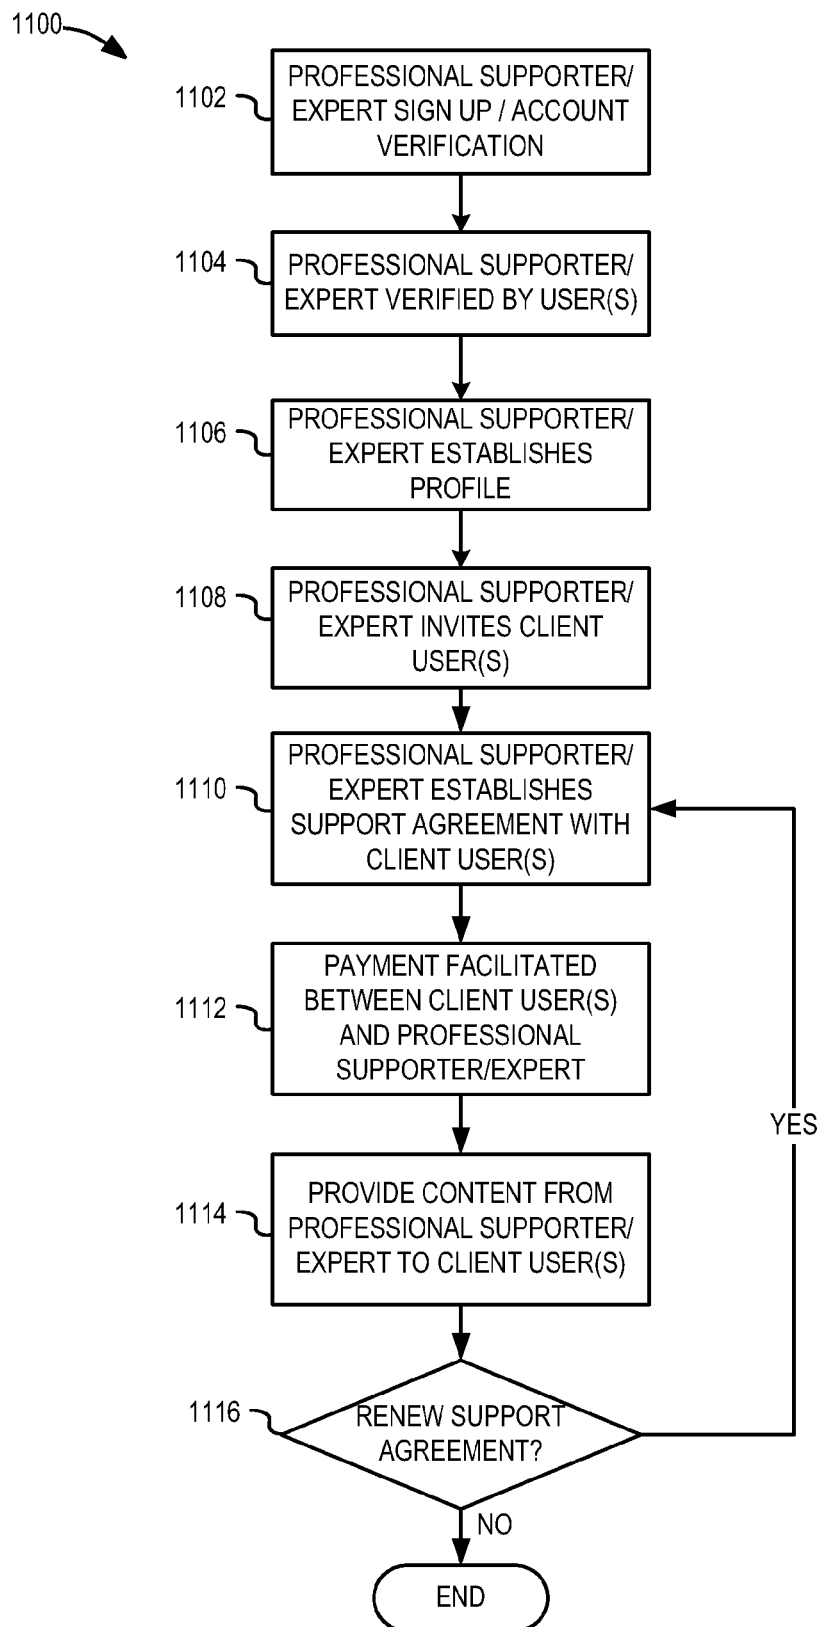 1100
1102
PROFESSIONAL SUPPORTER/
EXPERT SIGN UP / ACCOUNT
VERIFICATION
1104
PROFESSIONAL SUPPORTER/
EXPERT VERIFIED BY USER(S)
1106
PROFESSIONAL SUPPORTER/
EXPERT ESTABLISHES
PROFILE
1108
PROFESSIONAL SUPPORTER/
EXPERT INVITES CLIENT
USER(S)
1110
PROFESSIONAL SUPPORTER/
EXPERT ESTABLISHES
SUPPORT AGREEMENT WITH
CLIENT USER(S)
1112
PAYMENT FACILITATED
BETWEEN CLIENT USER(S)
AND PROFESSIONAL
SUPPORTER/EXPERT
YES
1114
PROVIDE CONTENT FROM
PROFESSIONAL SUPPORTER/
EXPERT TO CLIENT USER(S)
1116
RENEW SUPPORT
AGREEMENT?
NO
END